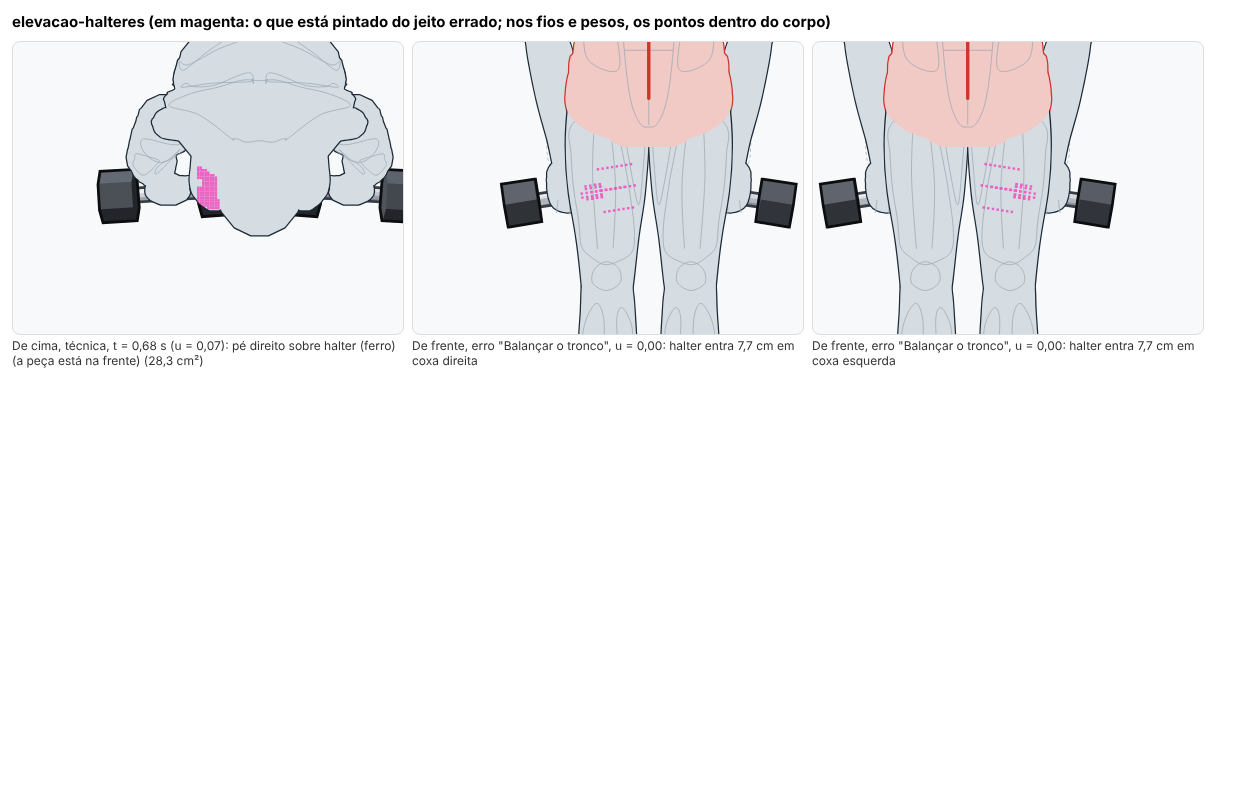 elevacao-halteres (em magenta: o que está pintado do jeito errado; nos fios e pesos, os pontos dentro do corpo)
De cima, técnica, t = 0,68 s (u = 0,07): pé direito sobre halter (ferro)
(a peça está na frente) (28,3 cm²)
De frente, erro "Balançar o tronco", u = 0,00: halter entra 7,7 cm em
coxa direita
De frente, erro "Balançar o tronco", u = 0,00: halter entra 7,7 cm em
coxa esquerda